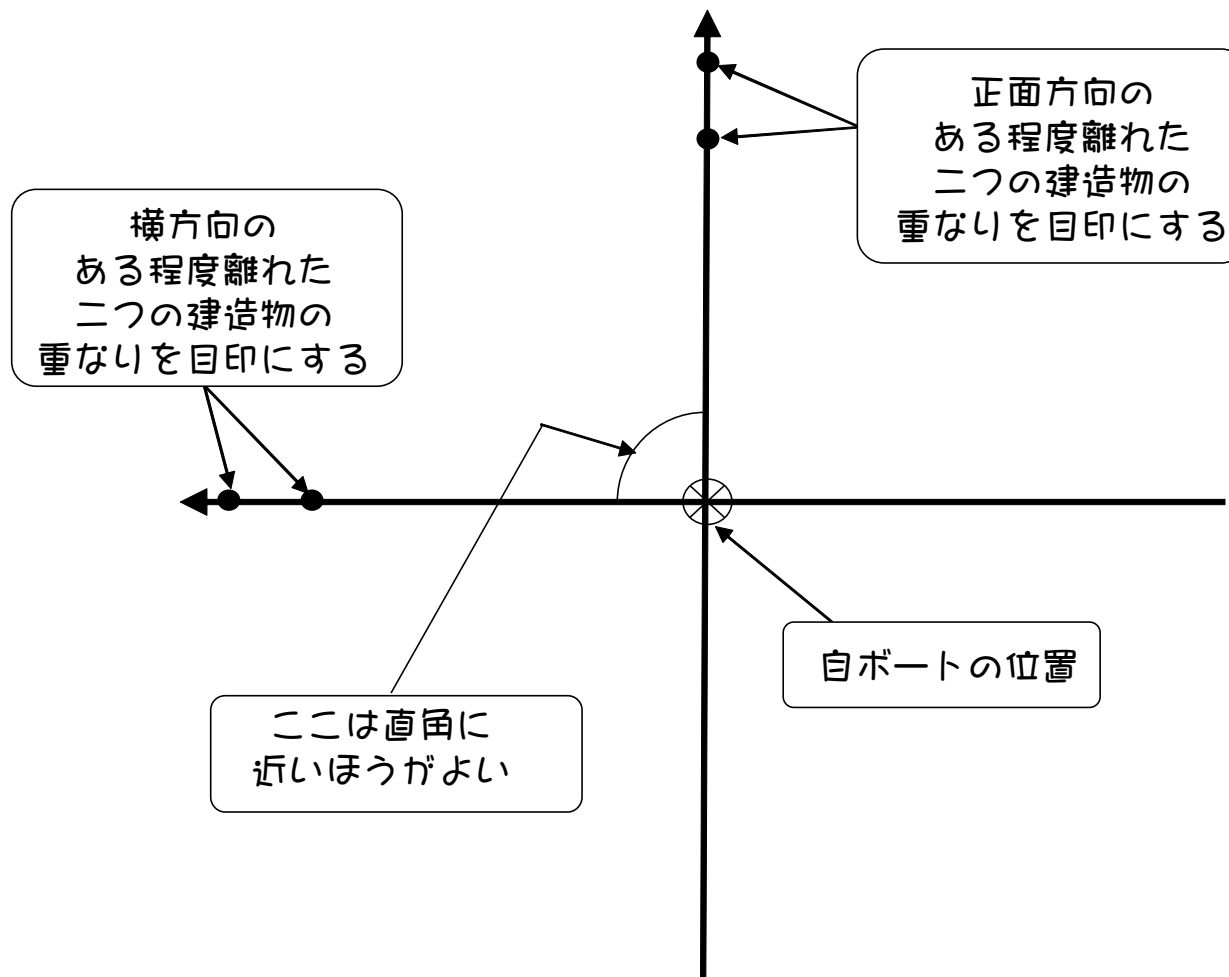 正面方向の
ある程度離れた
二つの建造物の
重なりを目印にする
横方向の
ある程度離れた
二つの建造物の
重なりを目印にする
自ボートの位置
ここは直角に
近いほうがよい